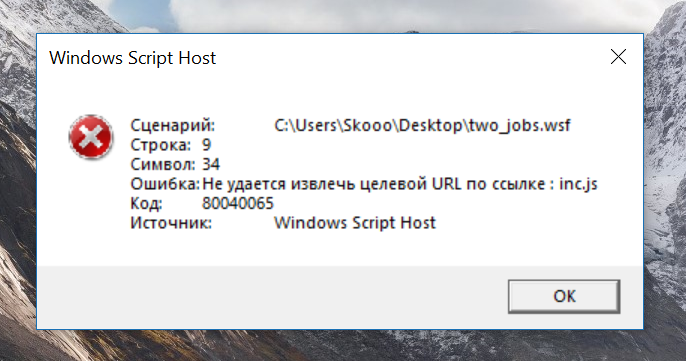 Windows Script Host
Сценарий: C:\Users\Skooo\Desktop\two_jobs.wsf
Строка: 9
Символ: 34
Ошибка: Не удается извлечь целевой URL по ссылке : inc.js
Код: 80040065
Источник: Windows Script Host
OK